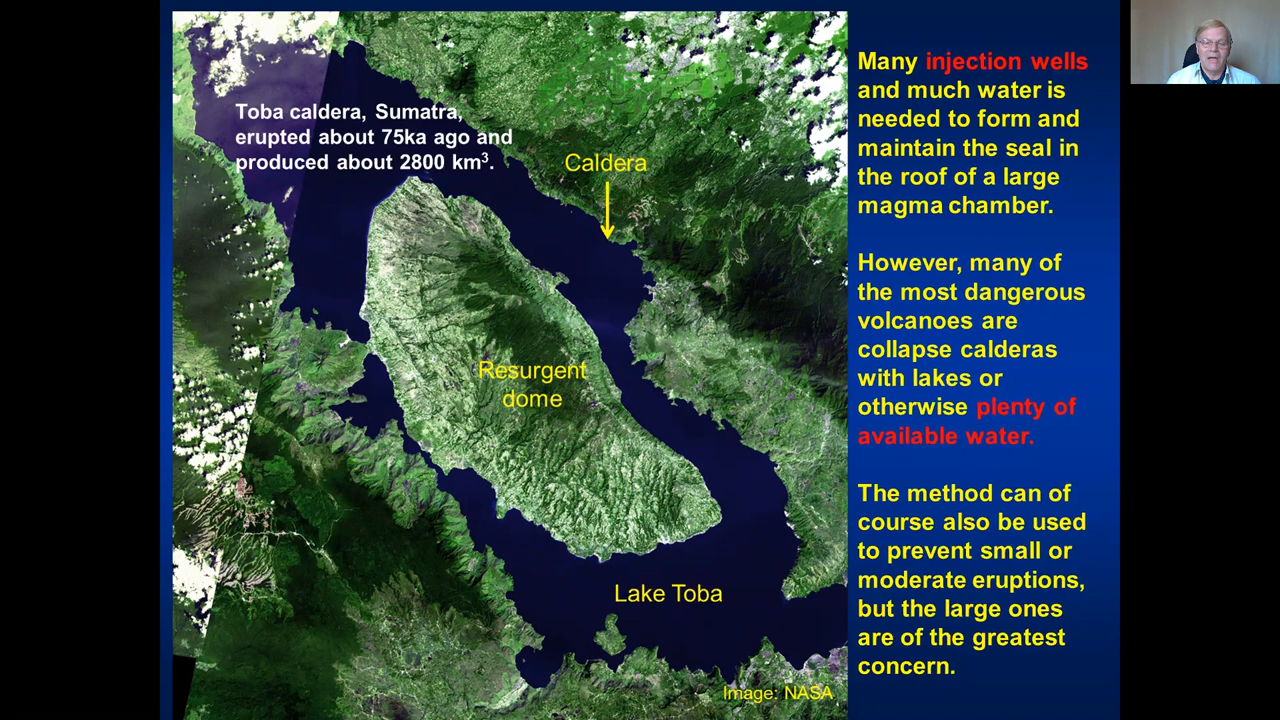 Toba caldera, Sumatra,
erupted about 75ka ago and
produced about 2800 km³.
Caldera
Resurgent
dome
Lake Toba
Image: NASA
Many injection wells
and much water is
needed to form and
maintain the seal in
the roof of a large
magma chamber.
However, many of
the most dangerous
volcanoes are
collapse calderas
with lakes or
otherwise plenty of
available water.
The method can of
course also be used
to prevent small or
moderate eruptions,
but the large ones
are of the greatest
concern.